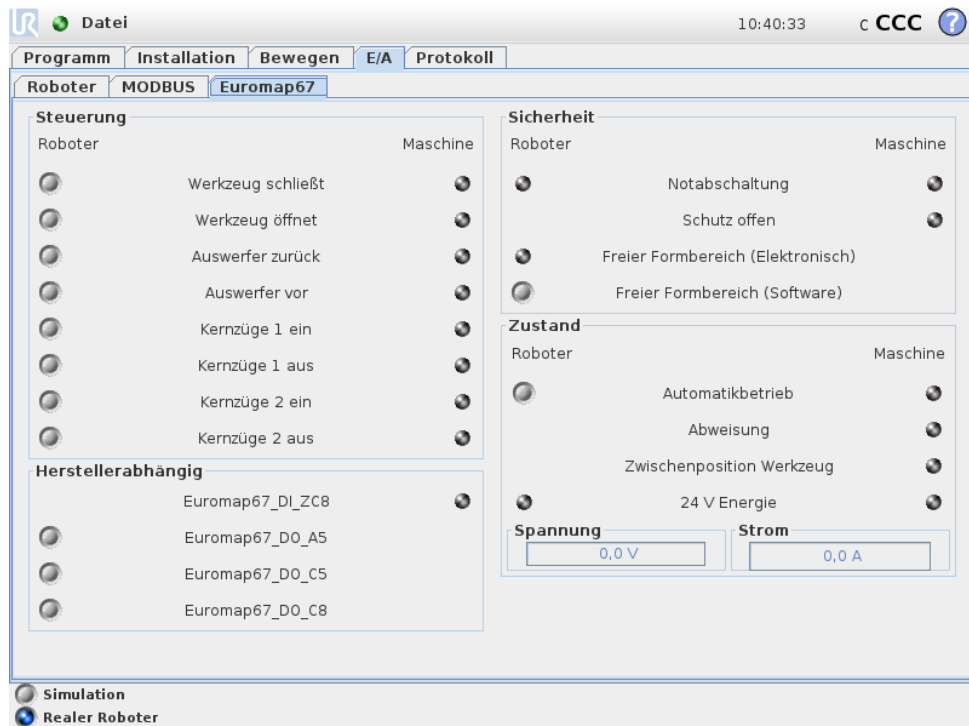 UR Datei 10:40:33 c CCC ?
Programm Installation Bewegen E/A Protokoll
Roboter MODBUS Euromap67
Steuerung
Roboter Maschine
Werkzeug schließt
Werkzeug öffnet
Auswerfer zurück
Auswerfer vor
Kernzüge 1 ein
Kernzüge 1 aus
Kernzüge 2 ein
Kernzüge 2 aus
Herstellerabhängig
Euromap67_DI_ZC8
Euromap67_DO_A5
Euromap67_DO_C5
Euromap67_DO_C8
Sicherheit
Roboter Maschine
Notabschaltung
Schutz offen
Freier Formbereich (Elektronisch)
Freier Formbereich (Software)
Zustand
Roboter Maschine
Automatikbetrieb
Abweisung
Zwischenposition Werkzeug
24 V Energie
Spannung Strom
0,0 V 0,0 A
Simulation
Realer Roboter